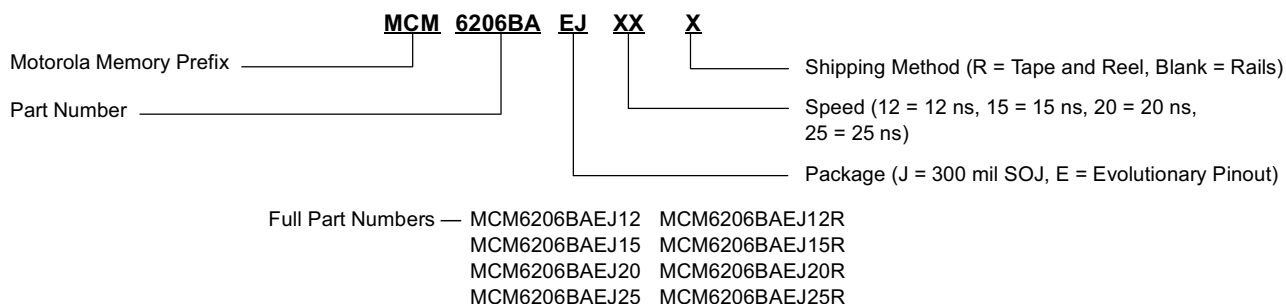 MCM 6206BA EJ XX X
Motorola Memory Prefix
Part Number
Shipping Method (R = Tape and Reel, Blank = Rails)
Speed (12 = 12 ns, 15 = 15 ns, 20 = 20 ns,
25 = 25 ns)
Package (J = 300 mil SOJ, E = Evolutionary Pinout)
Full Part Numbers — MCM6206BAEJ12 MCM6206BAEJ12R
MCM6206BAEJ15 MCM6206BAEJ15R
MCM6206BAEJ20 MCM6206BAEJ20R
MCM6206BAEJ25 MCM6206BAEJ25R